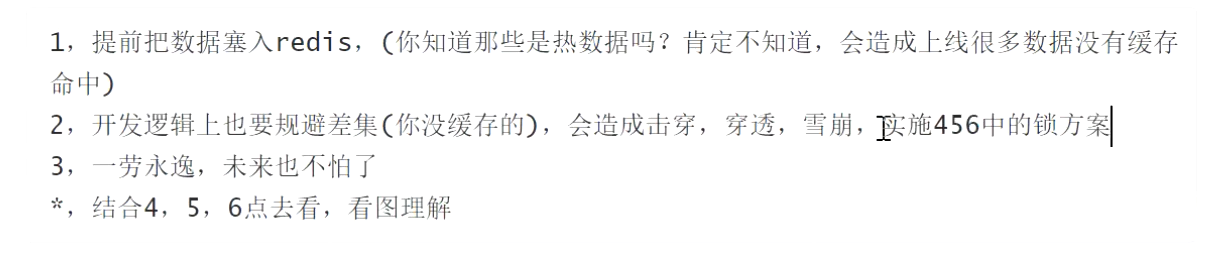 1，提前把数据塞入redis，(你知道那些是热数据吗？肯定不知道，会造成上线很多数据没有缓存
命中)
2，开发逻辑上也要规避差集(你没缓存的)，会造成击穿，穿透，雪崩，实施456中的锁方案
3，一劳永逸，未来也不怕了
*，结合4，5，6点去看，看图理解